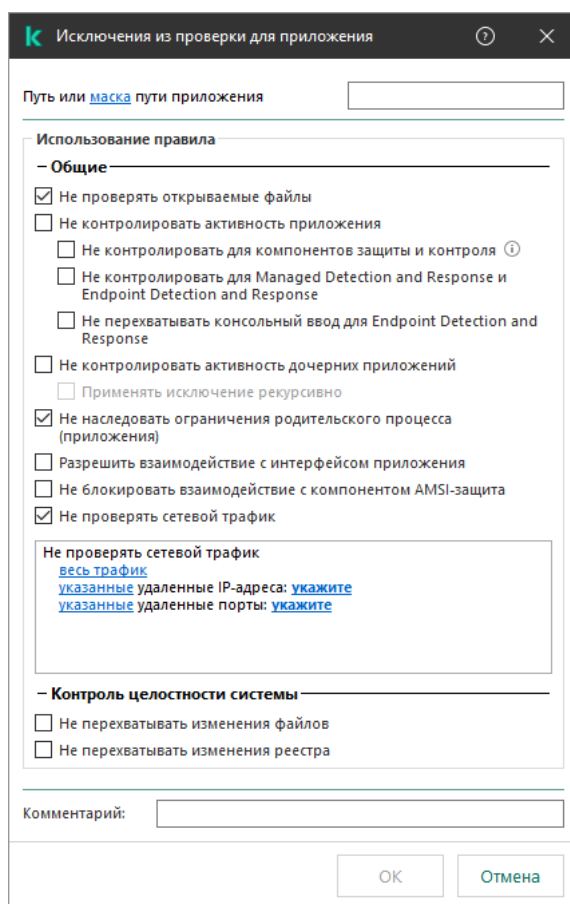 Исключения из проверки для приложения
Путь или маска пути приложения
Использование правила
Общие
Не проверять открываемые файлы
Не контролировать активность приложения
Не контролировать для компонентов защиты и контроля
Не контролировать для Managed Detection and Response и
Endpoint Detection and Response
Не перехватывать консольный ввод для Endpoint Detection and
Response
Не контролировать активность дочерних приложений
Применять исключение рекурсивно
Не наследовать ограничения родительского процесса
(приложения)
Разрешить взаимодействие с интерфейсом приложения
Не блокировать взаимодействие с компонентом AMSI-защита
Не проверять сетевой трафик
Не проверять сетевой трафик
весь трафик
указанные удаленные IP-адреса: укажите
указанные удаленные порты: укажите
Контроль целостности системы
Не перехватывать изменения файлов
Не перехватывать изменения реестра
Комментарий:
ОК Отмена